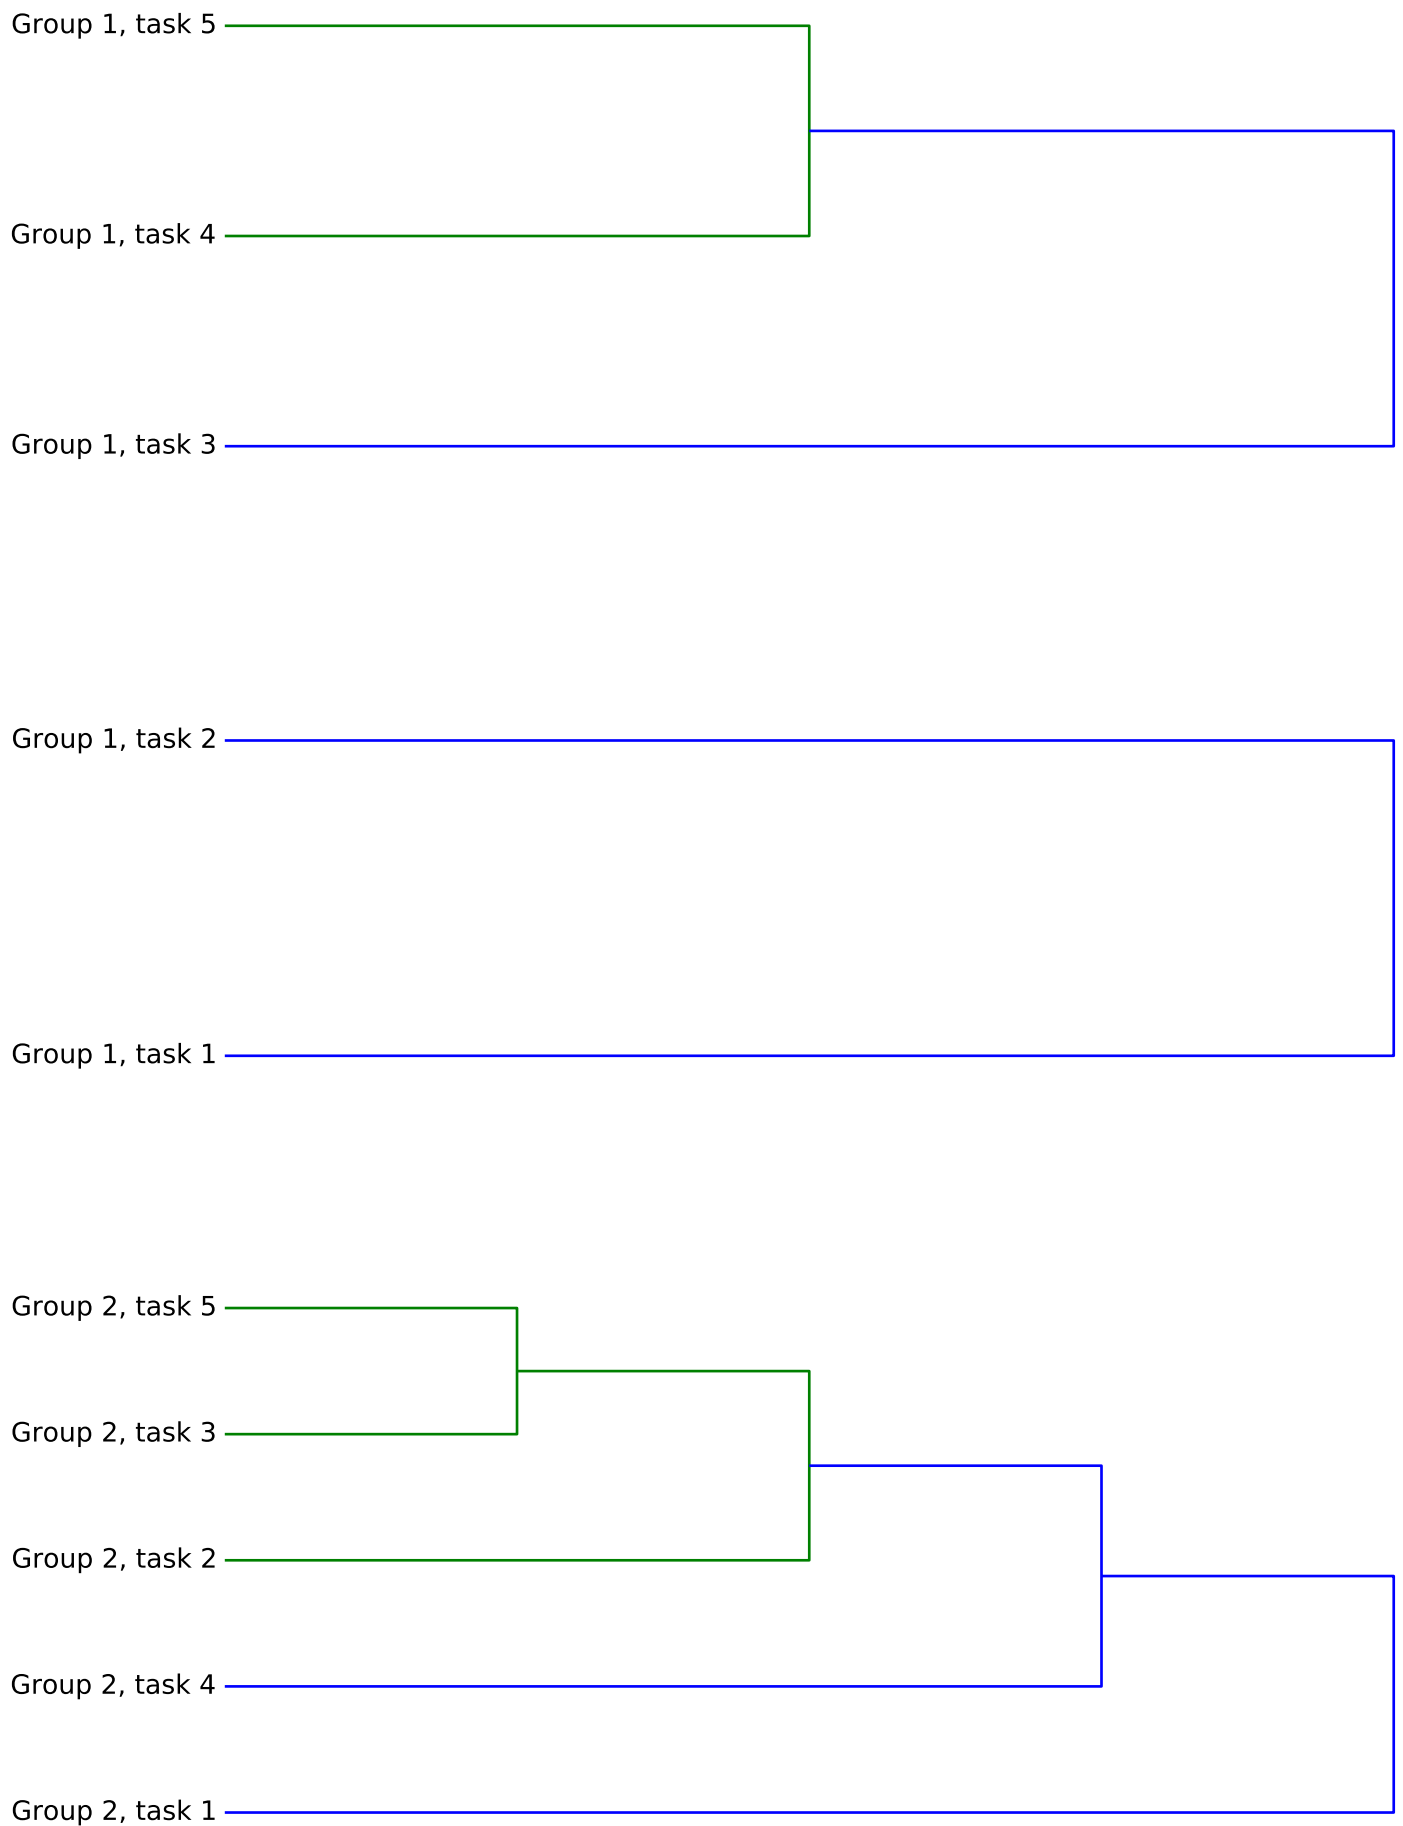 Group 1, task 5
Group 1, task 4
Group 1, task 3
Group 1, task 2
Group 1, task 1
Group 2, task 5
Group 2, task 3
Group 2, task 2
Group 2, task 4
Group 2, task 1